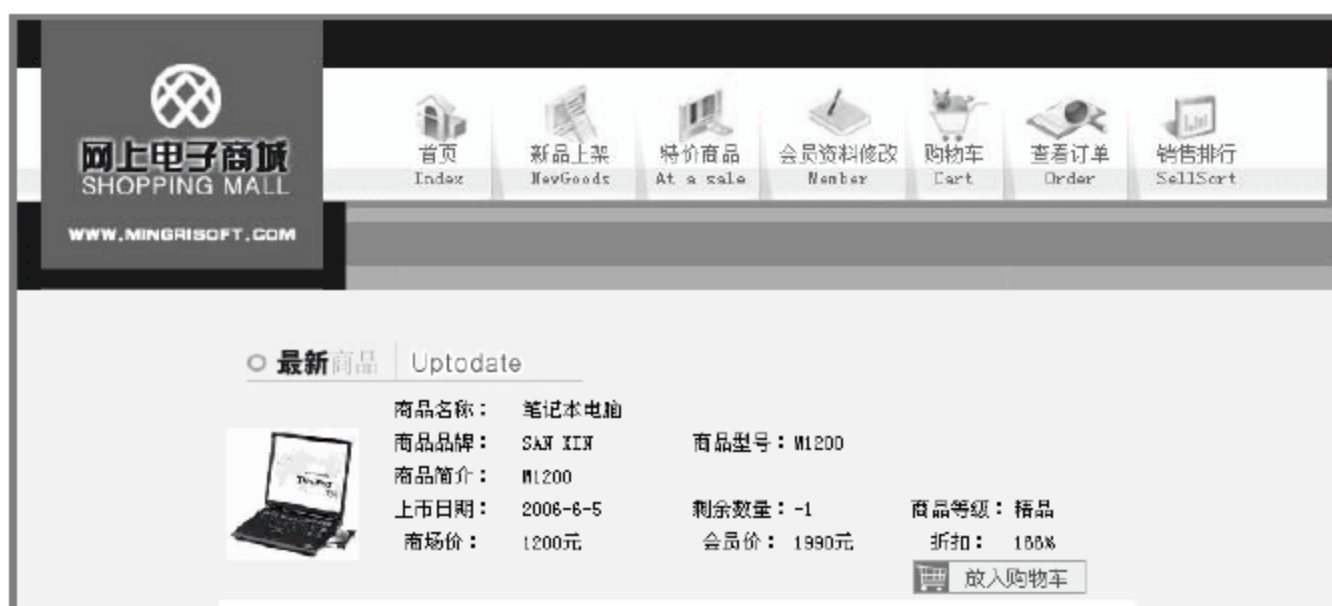 网上电子商城
SHOPPING MALL
WWW.MINGRISOFT.COM
首页 新品上架 特价商品 会员资料修改 购物车 查看订单 销售排行
Index NewGoods At a sale Member Cart Order SellSort
最新商品 Uptodate
商品名称： 笔记本电脑
商品品牌： SAN XIN 商品型号：M1200
商品简介： M1200
上市日期： 2006-6-5 剩余数量：-1 商品等级：精品
商场价： 1200元 会员价： 1990元 折扣： 166%
放入购物车